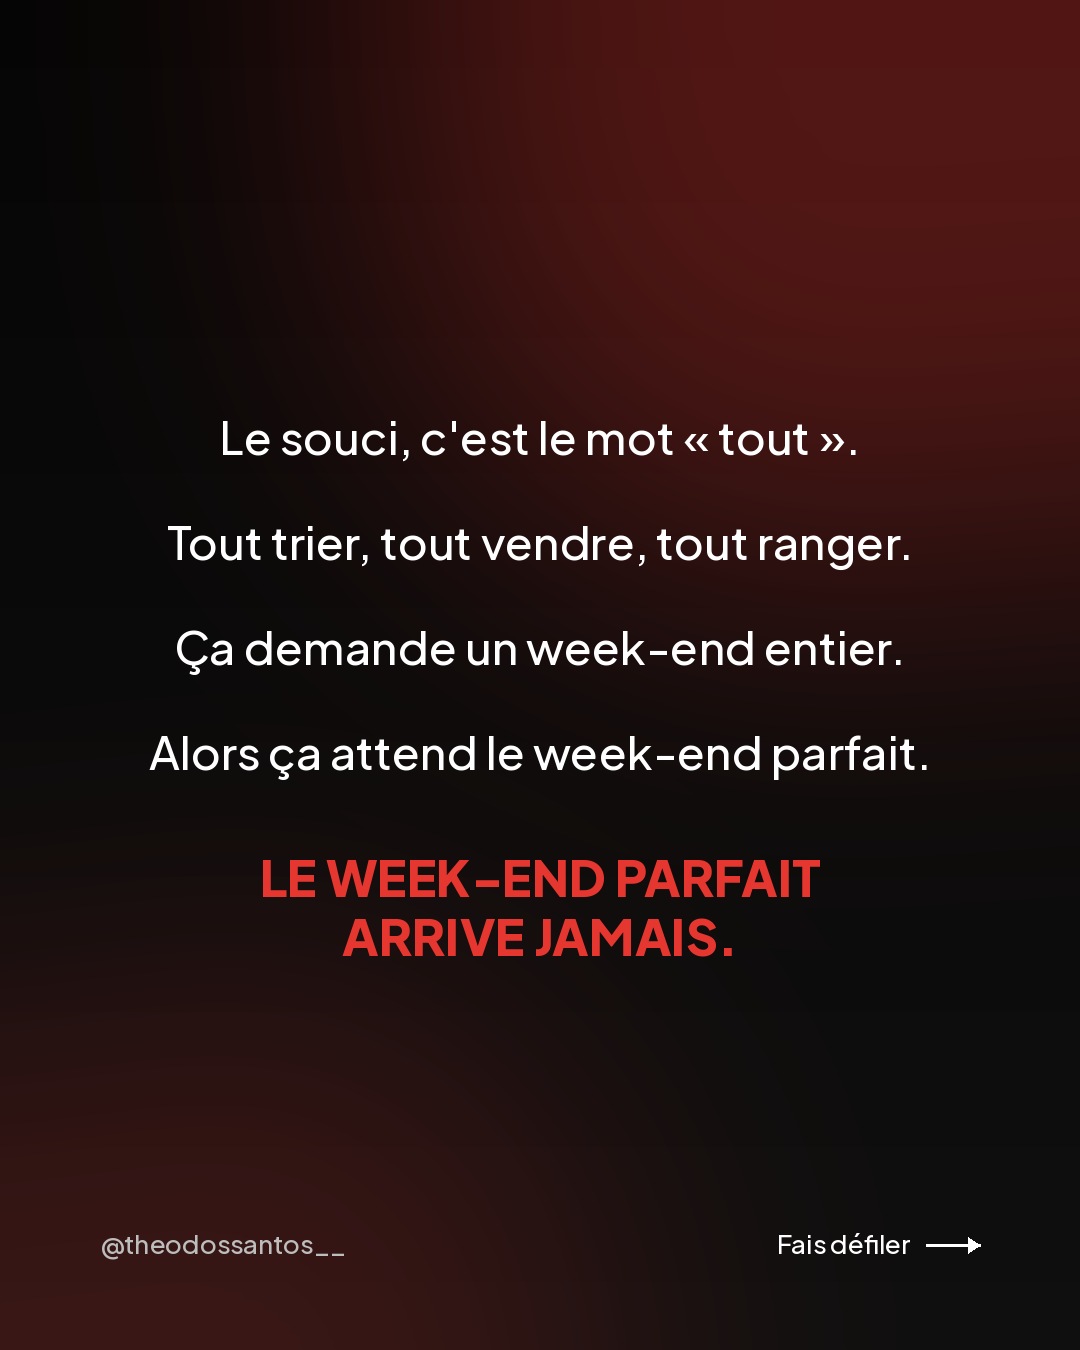 Le souci, c'est le mot « tout ».
Tout trier, tout vendre, tout ranger.
Ça demande un week-end entier.
Alors ça attend le week-end parfait.
LE WEEK-END PARFAIT
ARRIVE JAMAIS.
@theodossantos__
Fais défiler